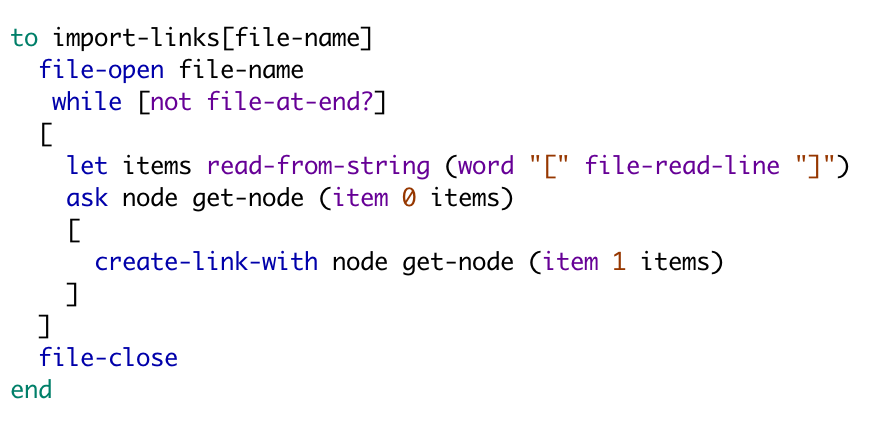 to import-links[file-name]
file-open file-name
while [not file-at-end?]
[
let items read-from-string (word "[" file-read-line "]")
ask node get-node (item 0 items)
[
create-link-with node get-node (item 1 items)
]
]
file-close
end